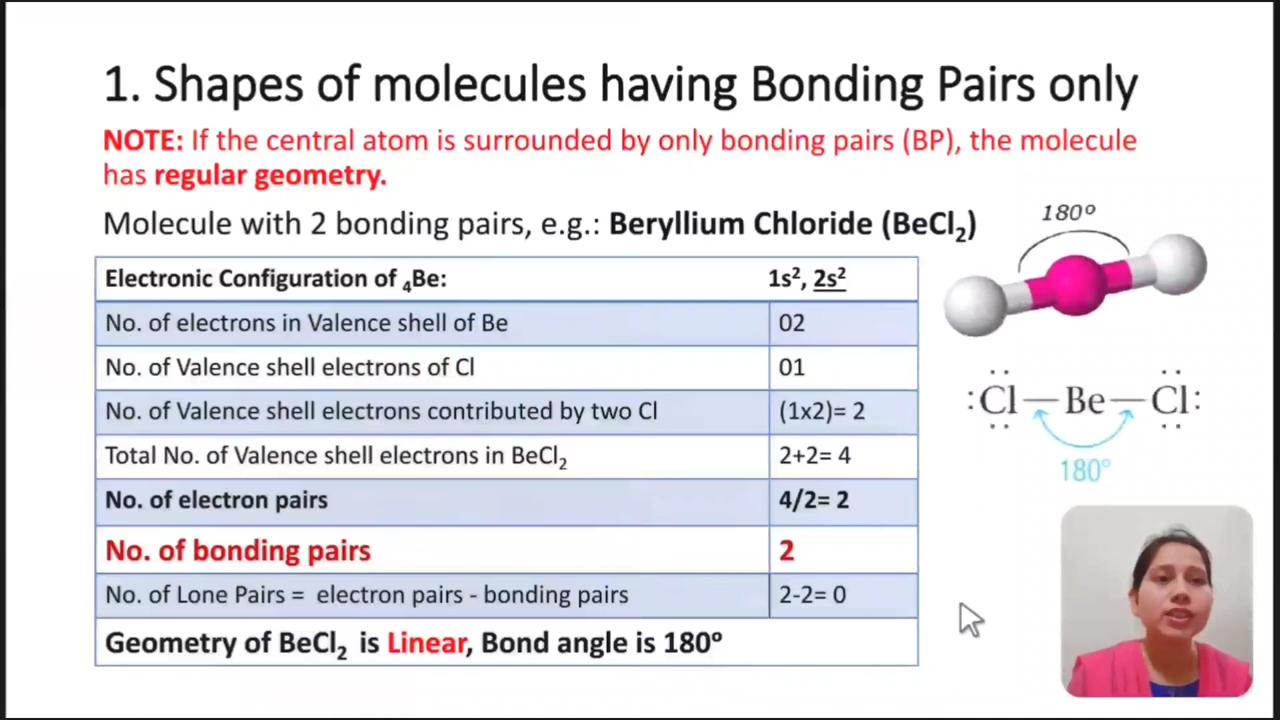 1. Shapes of molecules having Bonding Pairs only
NOTE: If the central atom is surrounded by only bonding pairs (BP), the molecule
has regular geometry.
Molecule with 2 bonding pairs, e.g.: Beryllium Chloride (BeCl₂)
180º
Electronic Configuration of ₄Be: 1s², 2s²
No. of electrons in Valence shell of Be 02
No. of Valence shell electrons of Cl 01
No. of Valence shell electrons contributed by two Cl (1x2)= 2
Total No. of Valence shell electrons in BeCl₂ 2+2= 4
No. of electron pairs 4/2= 2
No. of bonding pairs 2
No. of Lone Pairs = electron pairs - bonding pairs 2-2= 0
Geometry of BeCl₂ is Linear, Bond angle is 180º
:Cl—Be—Cl:
180°